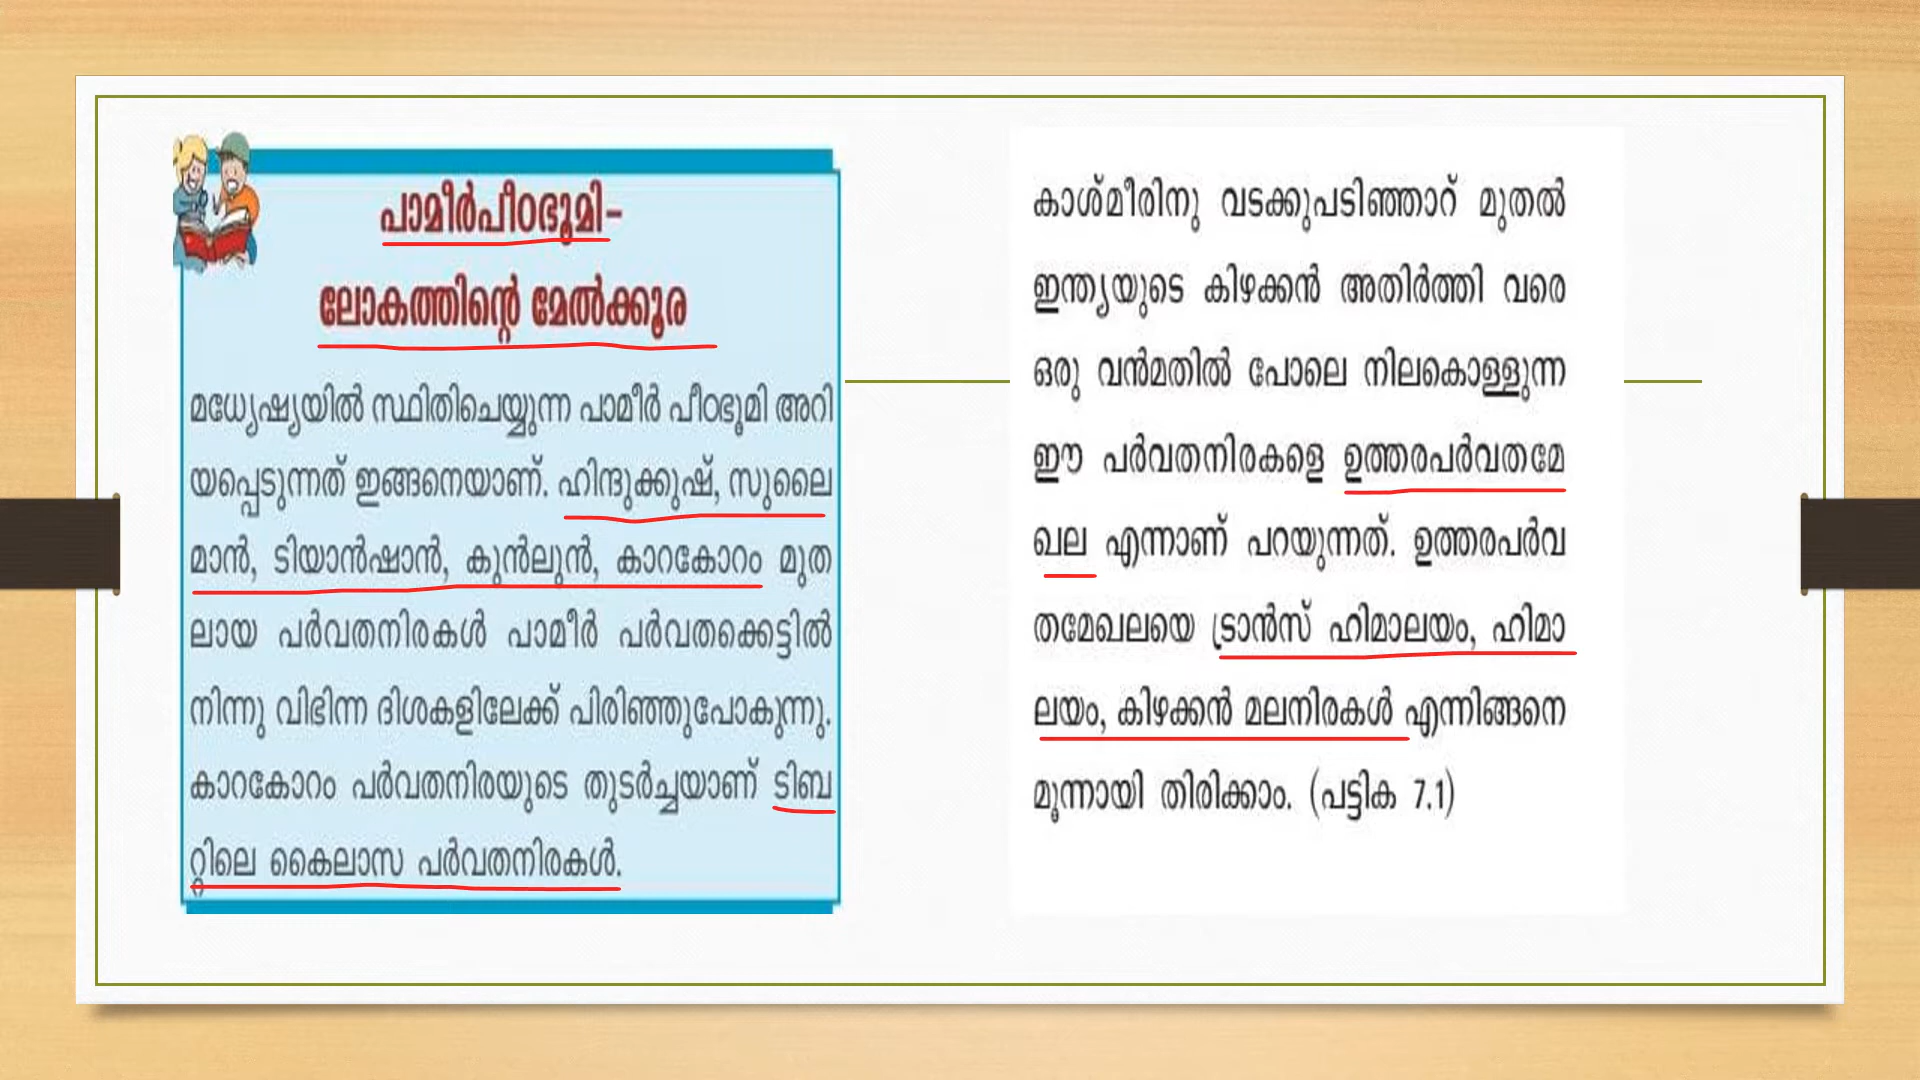 പാമീർപീഠഭൂമി-
ലോകത്തിന്റെ മേൽക്കൂര
മധ്യേഷ്യയിൽ സ്ഥിതിചെയ്യുന്ന പാമീർ പീഠഭൂമി അറി
യപ്പെടുന്നത് ഇങ്ങനെയാണ്. ഹിന്ദുക്കുഷ്, സുലൈ
മാൻ, ടിയാൻഷാൻ, കുൻലുൻ, കാറകോറം മുത
ലായ പർവതനിരകൾ പാമീർ പർവതക്കെട്ടിൽ
നിന്നു വിഭിന്ന ദിശകളിലേക്ക് പിരിഞ്ഞുപോകുന്നു.
കാറകോറം പർവതനിരയുടെ തുടർച്ചയാണ് ടിബ
റ്റിലെ കൈലാസ പർവതനിരകൾ.
കാശ്മീരിനു വടക്കുപടിഞ്ഞാറ് മുതൽ
ഇന്ത്യയുടെ കിഴക്കൻ അതിർത്തി വരെ
ഒരു വൻമതിൽ പോലെ നിലകൊള്ളുന്ന
ഈ പർവതനിരകളെ ഉത്തരപർവതമേ
ഖല എന്നാണ് പറയുന്നത്. ഉത്തരപർവ
തമേഖലയെ ട്രാൻസ് ഹിമാലയം, ഹിമാ
ലയം, കിഴക്കൻ മലനിരകൾ എന്നിങ്ങനെ
മൂന്നായി തിരിക്കാം. (പട്ടിക 7.1)